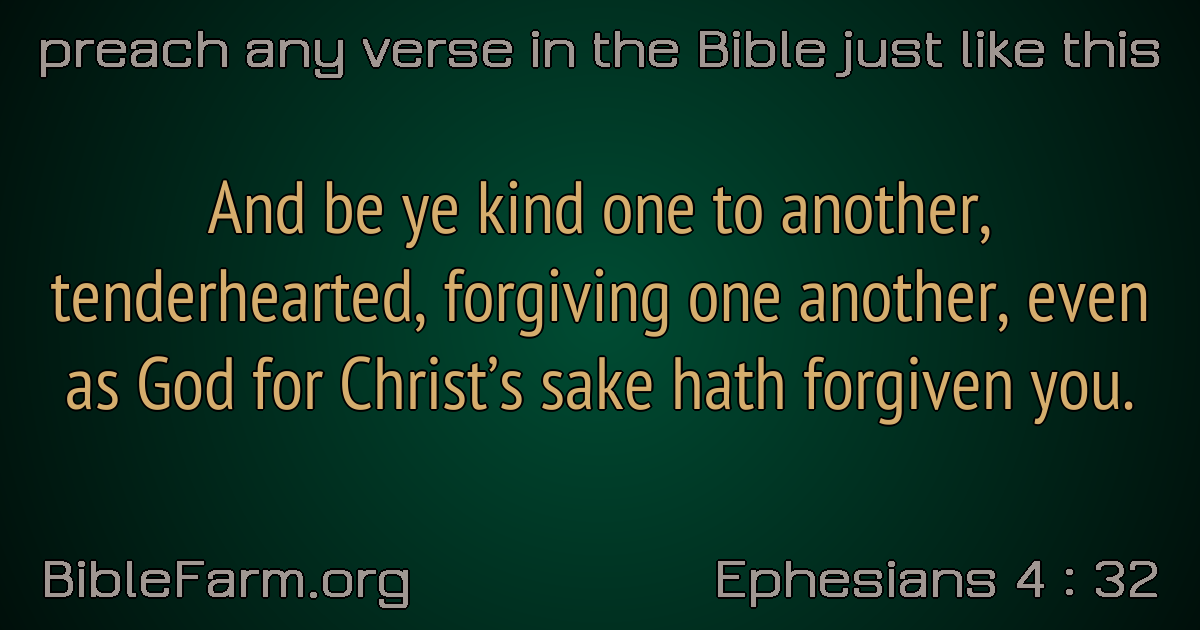 preach any verse in the Bible just like this
And be ye kind one to another,
tenderhearted, forgiving one another, even
as God for Christ’s sake hath forgiven you.
BibleFarm.org
Ephesians 4 : 32